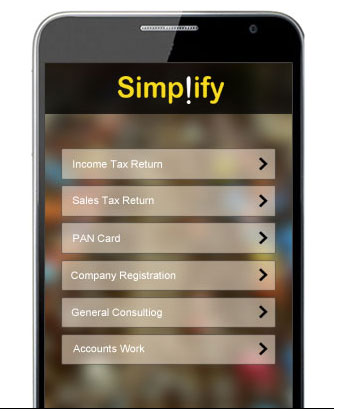 Simp!ify
Income Tax Return
Sales Tax Return
PAN Card
Company Registration
General Consultiog
Accounts Work